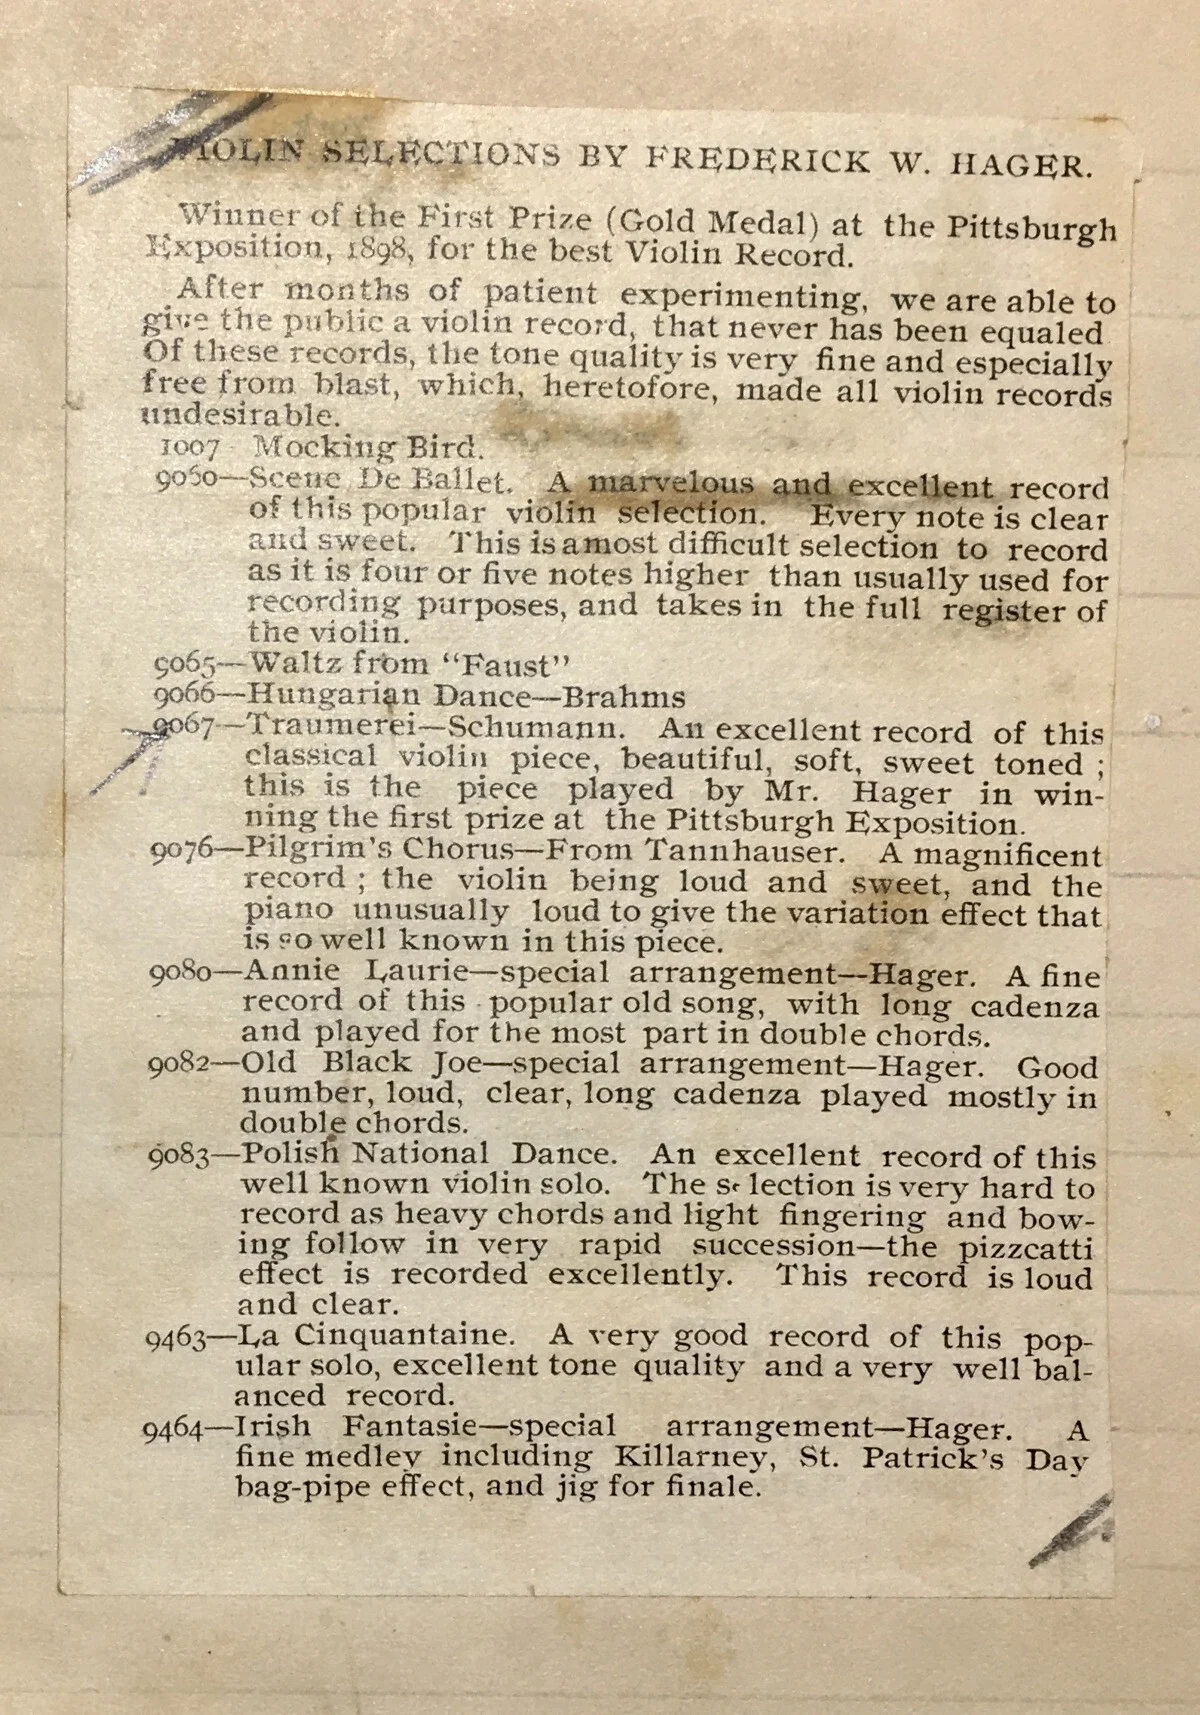 VIOLIN SELECTIONS BY FREDERICK W. HAGER.
Winner of the First Prize (Gold Medal) at the Pittsburgh
Exposition, 1898, for the best Violin Record.
After months of patient experimenting, we are able to
give the public a violin record, that never has been equaled
Of these records, the tone quality is very fine and especially
free from blast, which, heretofore, made all violin records
undesirable.
1007 Mocking Bird.
9060—Scene De Ballet. A marvelous and excellent record
of this popular violin selection. Every note is clear
and sweet. This is a most difficult selection to record
as it is four or five notes higher than usually used for
recording purposes, and takes in the full register of
the violin.
9065—Waltz from “Faust”
9066—Hungarian Dance—Brahms
9067—Traumerei—Schumann. An excellent record of this
classical violin piece, beautiful, soft, sweet toned ;
this is the piece played by Mr. Hager in win-
ning the first prize at the Pittsburgh Exposition.
9076—Pilgrim's Chorus—From Tannhauser. A magnificent
record ; the violin being loud and sweet, and the
piano unusually loud to give the variation effect that
is so well known in this piece.
9080—Annie Laurie—special arrangement—Hager. A fine
record of this popular old song, with long cadenza
and played for the most part in double chords.
9082—Old Black Joe—special arrangement—Hager. Good
number, loud, clear, long cadenza played mostly in
double chords.
9083—Polish National Dance. An excellent record of this
well known violin solo. The selection is very hard to
record as heavy chords and light fingering and bow-
ing follow in very rapid succession—the pizzcatti
effect is recorded excellently. This record is loud
and clear.
9463—La Cinquantaine. A very good record of this pop-
ular solo, excellent tone quality and a very well bal-
anced record.
9464—Irish Fantasie—special arrangement—Hager. A
fine medley including Killarney, St. Patrick's Day
bag-pipe effect, and jig for finale.